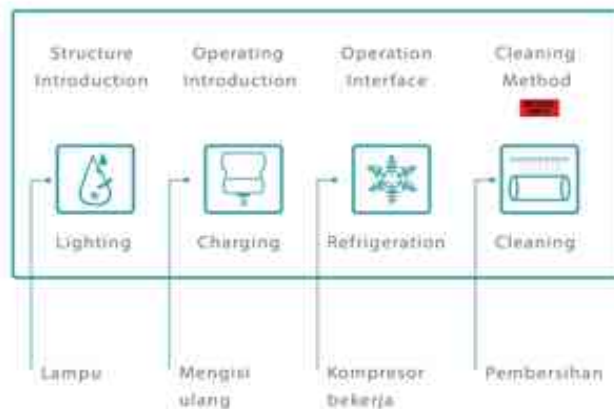 Structure
Introduction
Operating
Introduction
Operation
Interface
Cleaning
Method
Lighting
Charging
Refrigeration
Cleaning
Lampu
Mengisi
ulang
Kompresor
bekerja
Pembersihan